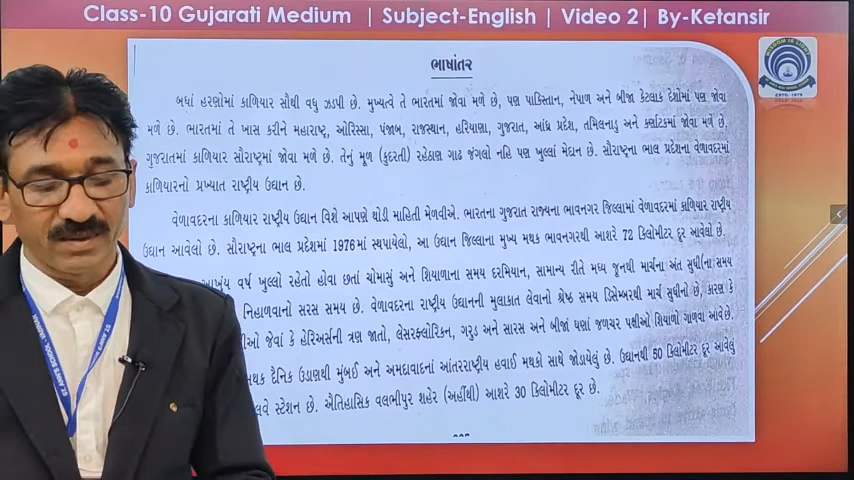 Class-10 Gujarati Medium | Subject-English | Video 2| By-Ketansir
ભાષાંતર
બધાં હરણોમાં કાળિયાર સૌથી વધુ ઝડપી છે. મુખ્યત્વે તે ભારતમાં જોવા મળે છે, પણ પાકિસ્તાન, નેપાળ અને બીજા કેટલાક દેશોમાં પણ જોવા
મળે છે. ભારતમાં તે ખાસ કરીને મહારાષ્ટ્ર, ઓરિસ્સા, પંજાબ, રાજસ્થાન, હરિયાણા, ગુજરાત, આંધ્ર પ્રદેશ, તમિલનાડુ અને કર્ણાટકમાં જોવા મળે છે.
ગુજરાતમાં કાળિયાર સૌરાષ્ટ્રમાં જોવા મળે છે. તેનું મૂળ (કુદરતી) રહેઠાણ ગાઢ જંગલો નહિ પણ ખુલ્લાં મેદાન છે. સૌરાષ્ટ્રના ભાલ પ્રદેશના વેળાવદરમાં
કાળિયારનો પ્રખ્યાત રાષ્ટ્રીય ઉદ્યાન છે.
વેળાવદરના કાળિયાર રાષ્ટ્રીય ઉદ્યાન વિશે આપણે થોડી માહિતી મેળવીએ. ભારતના ગુજરાત રાજ્યના ભાવનગર જિલ્લામાં વેળાવદરમાં કાળિયાર રાષ્ટ્રીય
ઉદ્યાન આવેલો છે. સૌરાષ્ટ્રના ભાલ પ્રદેશમાં 1976માં સ્થપાયેલો, આ ઉદ્યાન જિલ્લાના મુખ્ય મથક ભાવનગરથી આશરે 72 કિલોમીટર દૂર આવેલો છે.
આખુંય વર્ષ ખુલ્લો રહેતો હોવા છતાં ચોમાસું અને શિયાળાના સમય દરમિયાન, સામાન્ય રીતે મધ્ય જૂનથી માર્ચના અંત સુધીના સમય
નિહાળવાનો સરસ સમય છે. વેળાવદરના રાષ્ટ્રીય ઉદ્યાનની મુલાકાત લેવાનો શ્રેષ્ઠ સમય ડિસેમ્બરથી માર્ચ સુધીનો છે, કારણ કે
ઓ જેવાં કે હેરિઅર્સની ત્રણ જાતો, લેસરફ્લોરિકન, ગરુડ અને સારસ અને બીજાં ઘણાં જળચર પક્ષીઓ શિયાળો ગાળવા આવે છે.
મથક દૈનિક ઉડાણથી મુંબઈ અને અમદાવાદનાં આંતરરાષ્ટ્રીય હવાઈ મથકો સાથે જોડાયેલું છે. ઉદ્યાનથી 50 કિલોમીટર દૂર આવેલું
લવે સ્ટેશન છે. ઐતિહાસિક વલભીપુર શહેર (અહીંથી) આશરે 30 કિલોમીટર દૂર છે.